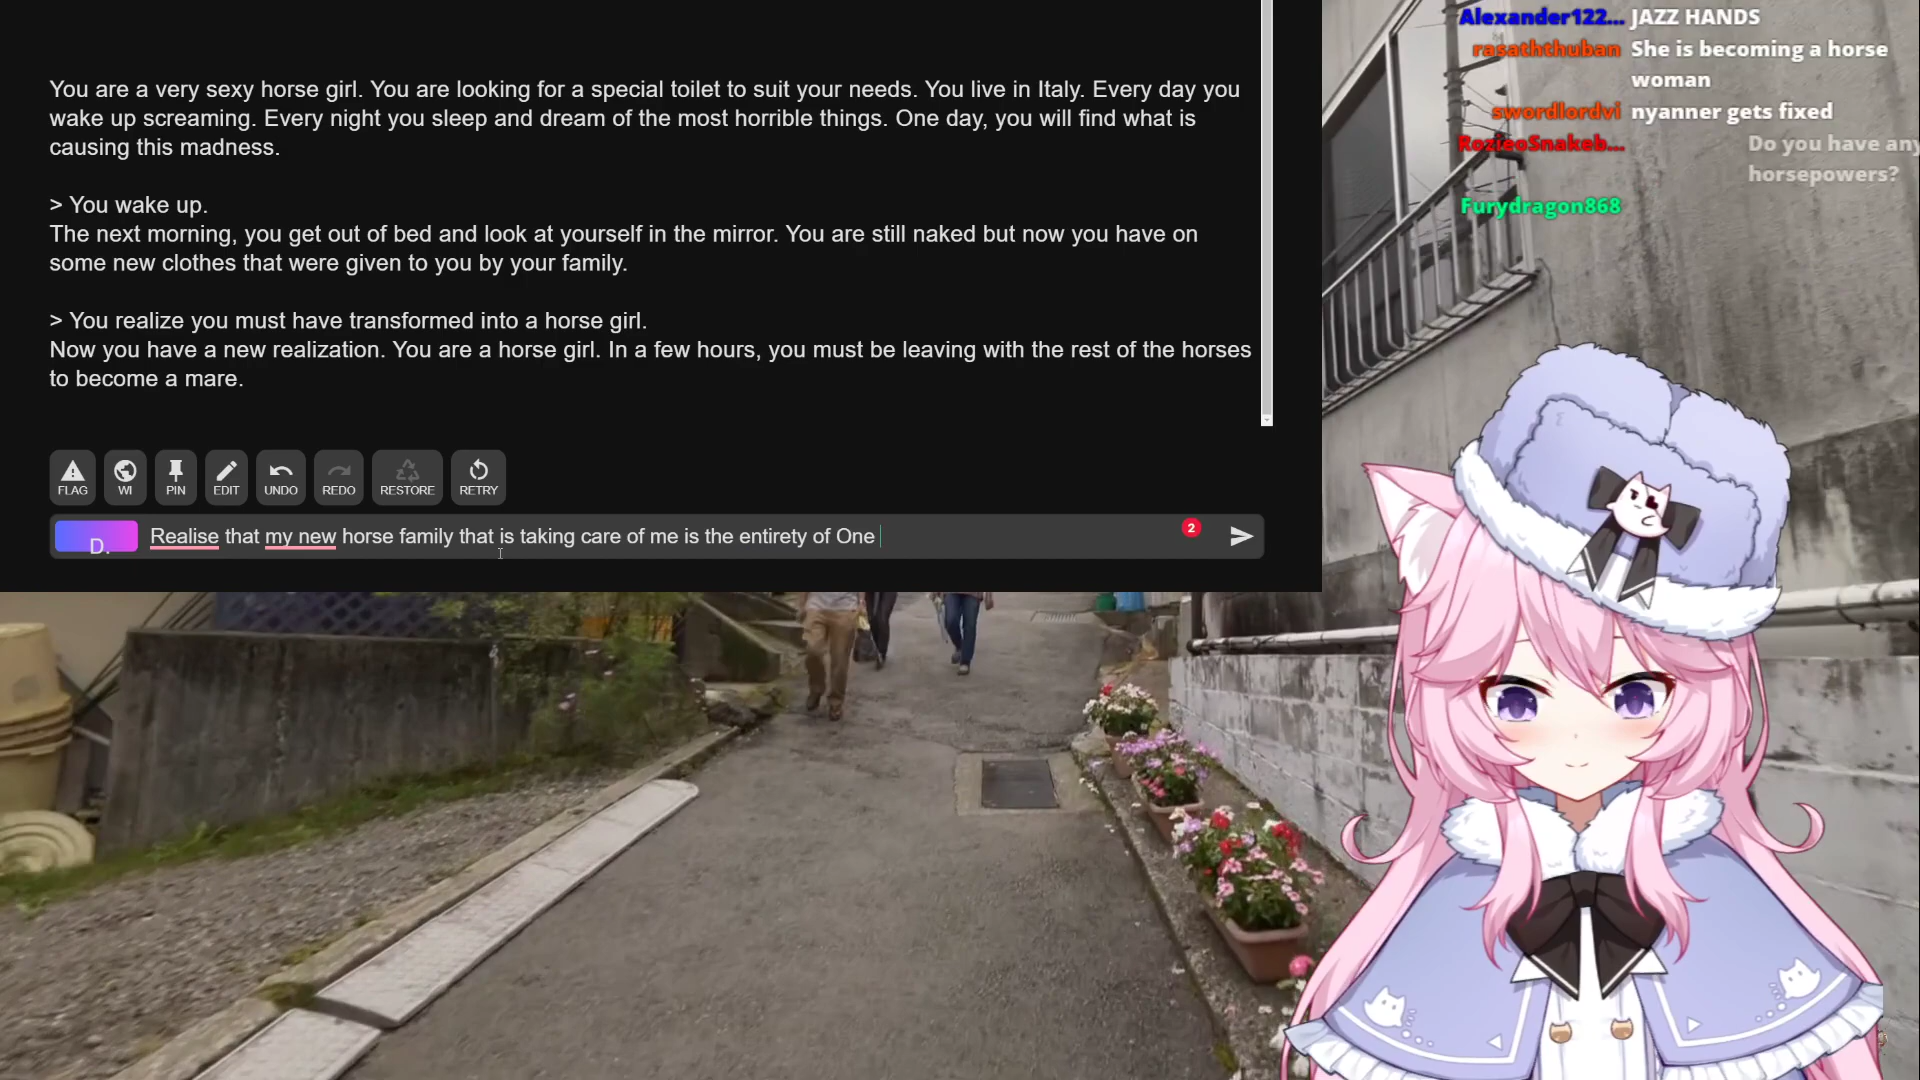 You are a very sexy horse girl. You are looking for a special toilet to suit your needs. You live in Italy. Every day you
wake up screaming. Every night you sleep and dream of the most horrible things. One day, you will find what is
causing this madness.
> You wake up.
The next morning, you get out of bed and look at yourself in the mirror. You are still naked but now you have on
some new clothes that were given to you by your family.
> You realize you must have transformed into a horse girl.
Now you have a new realization. You are a horse girl. In a few hours, you must be leaving with the rest of the horses
to become a mare.
FLAG WI PIN EDIT UNDO REDO RESTORE RETRY
D. Realise that my new horse family that is taking care of me is the entirety of One
2
Alexander122... JAZZ HANDS
rasaththuban She is becoming a horse
woman
swordlordvi nyanner gets fixed
RozieoSnakeb... Do you have any
horsepowers?
Furydragon868